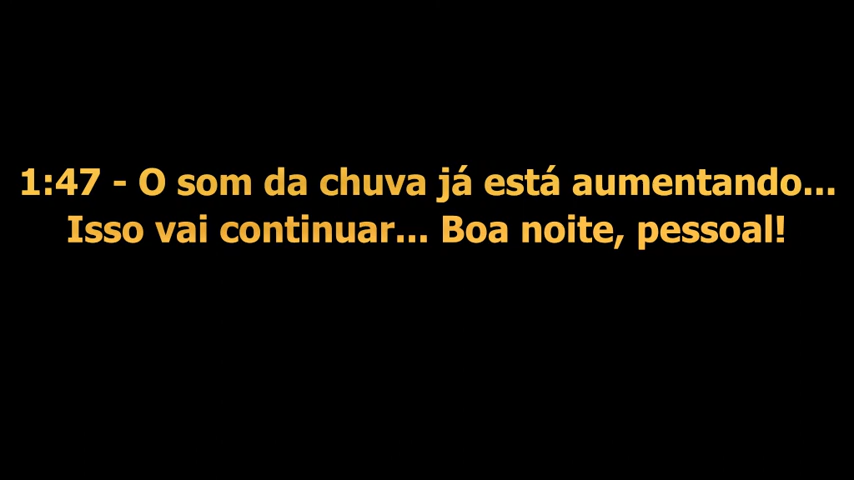 1:47 - O som da chuva já está aumentando...
Isso vai continuar... Boa noite, pessoal!